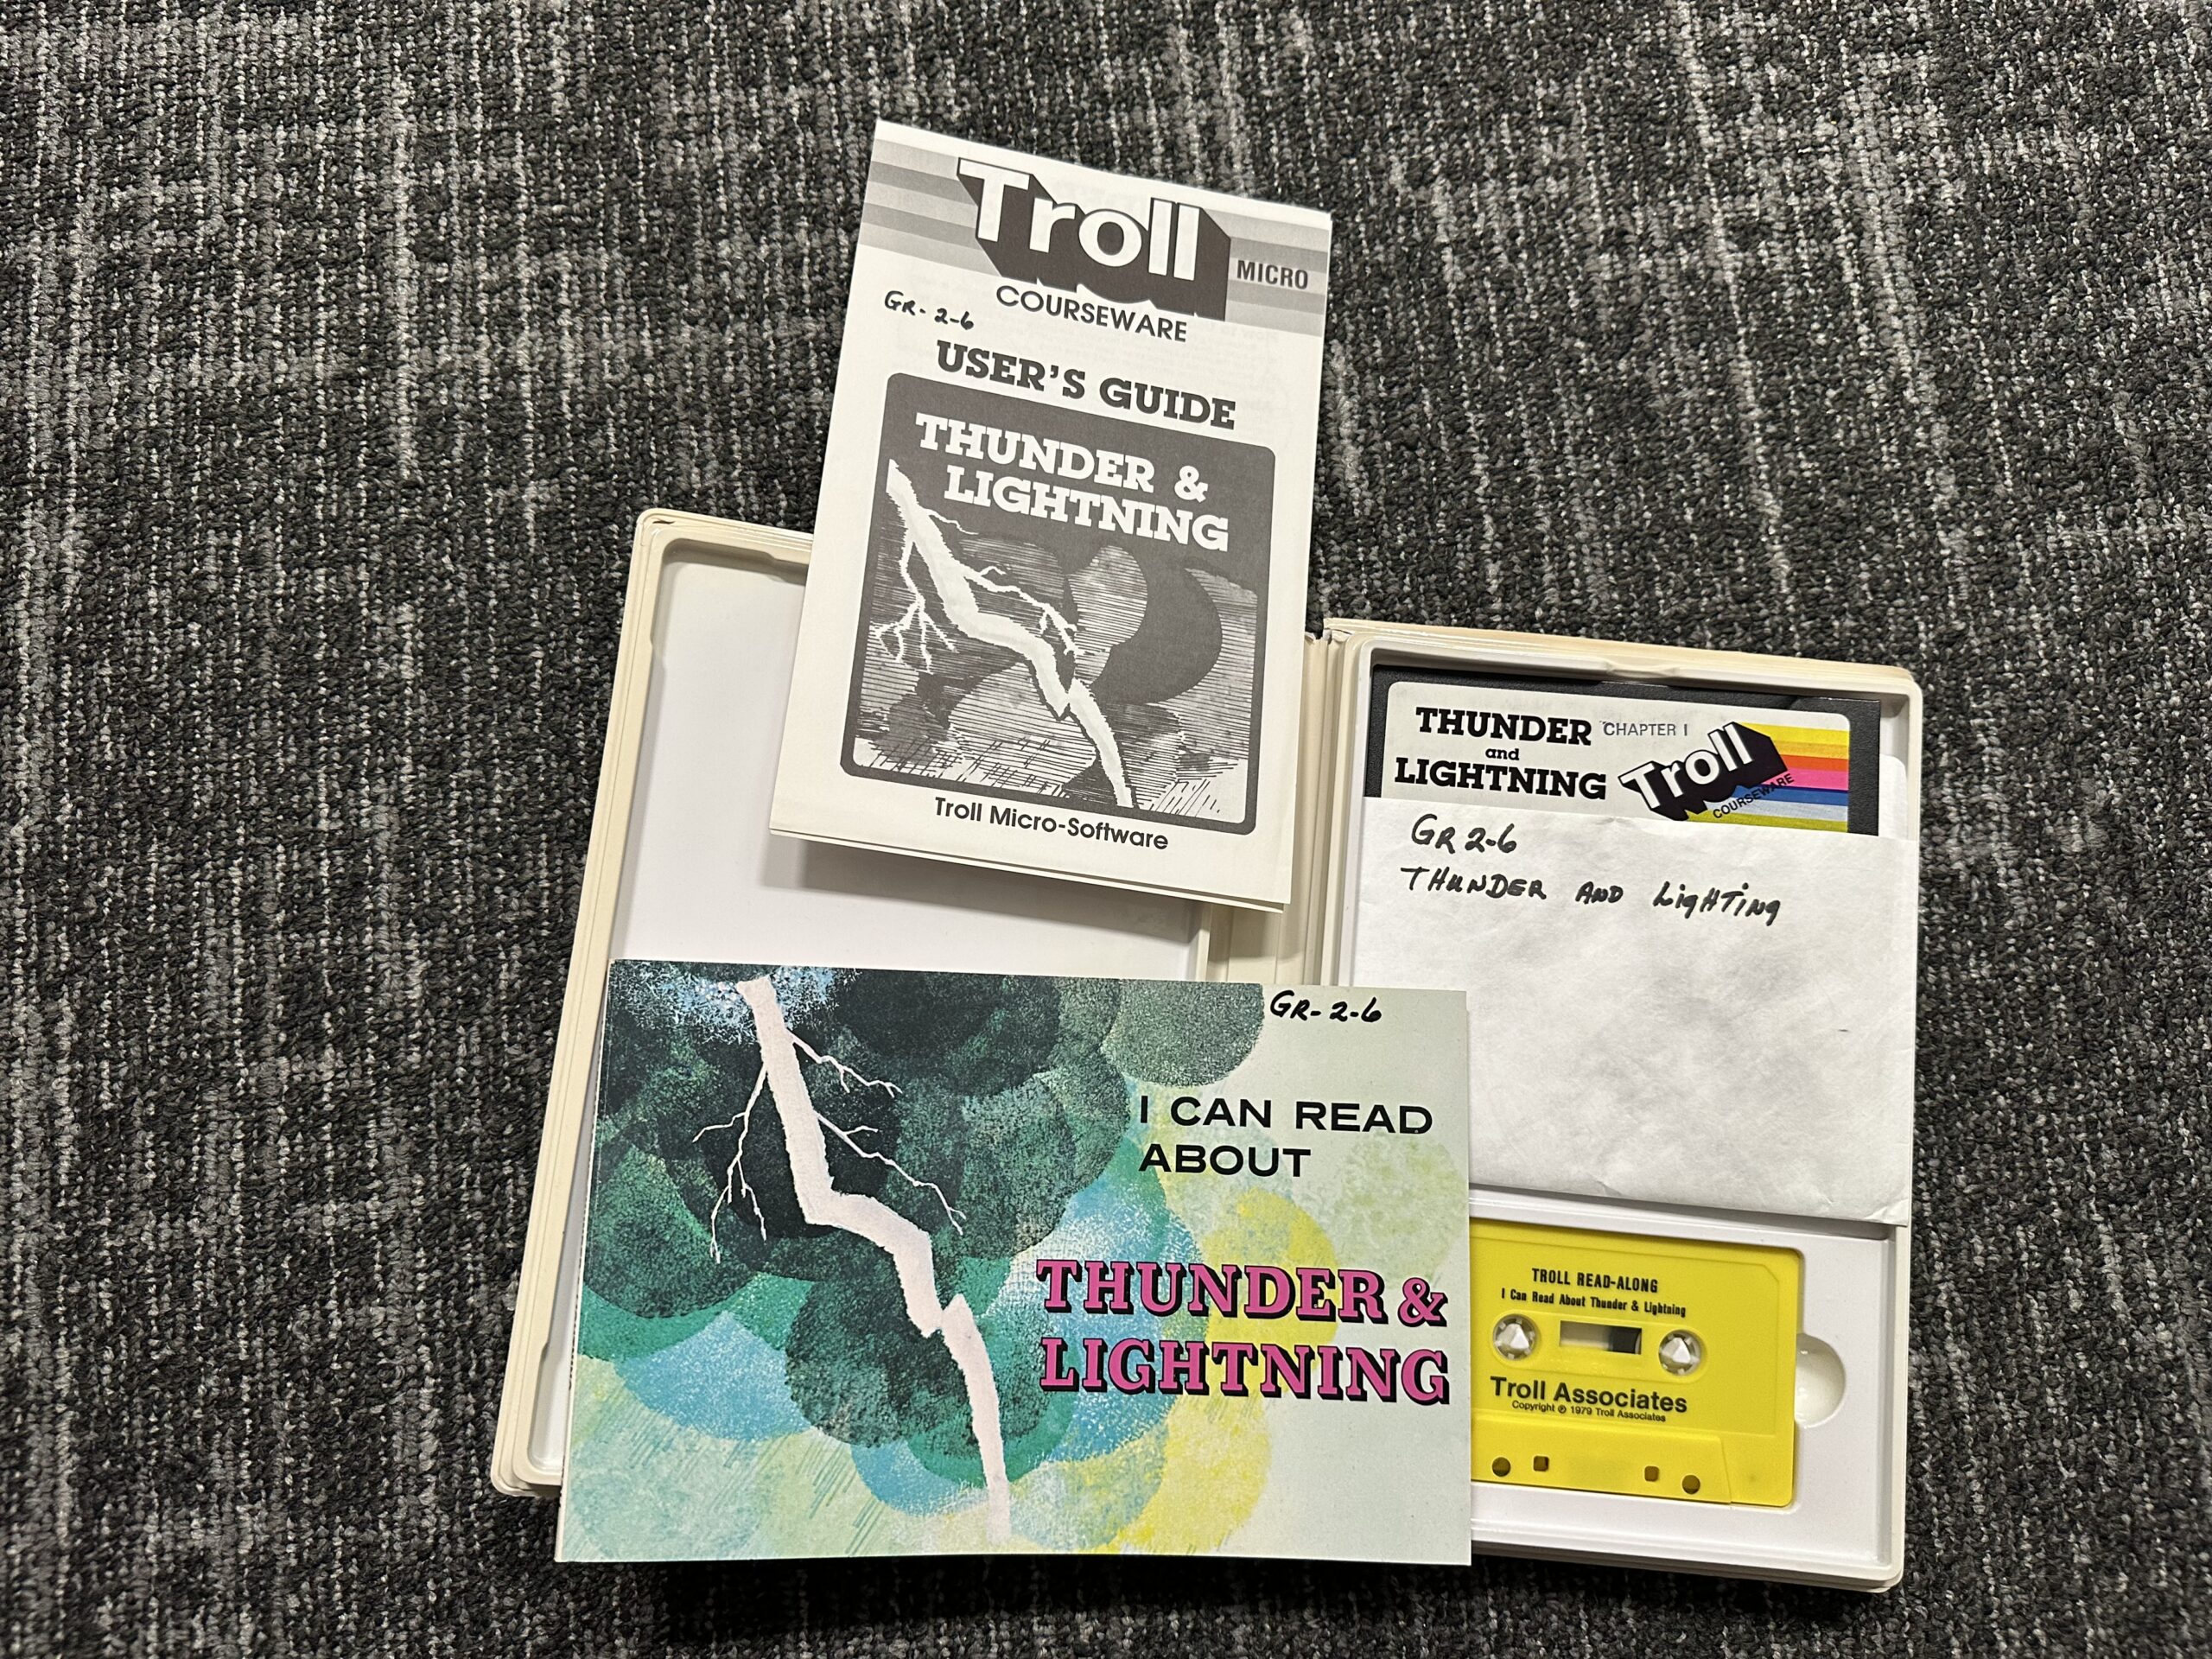 Troll
MICRO
COURSEWARE
GR- 2-6
USER'S GUIDE
THUNDER &
LIGHTNING
Troll Micro-Software
THUNDER
and
LIGHTNING
CHAPTER I
Troll
COURSEWARE
GR 2-6
THUNDER AND LigHTiNg
GR- 2-6
I CAN READ
ABOUT
THUNDER &
LIGHTNING
TROLL READ-ALONG
I Can Read About Thunder & Lightning
Troll Associates
Copyright ℗ 1979 Troll Associates